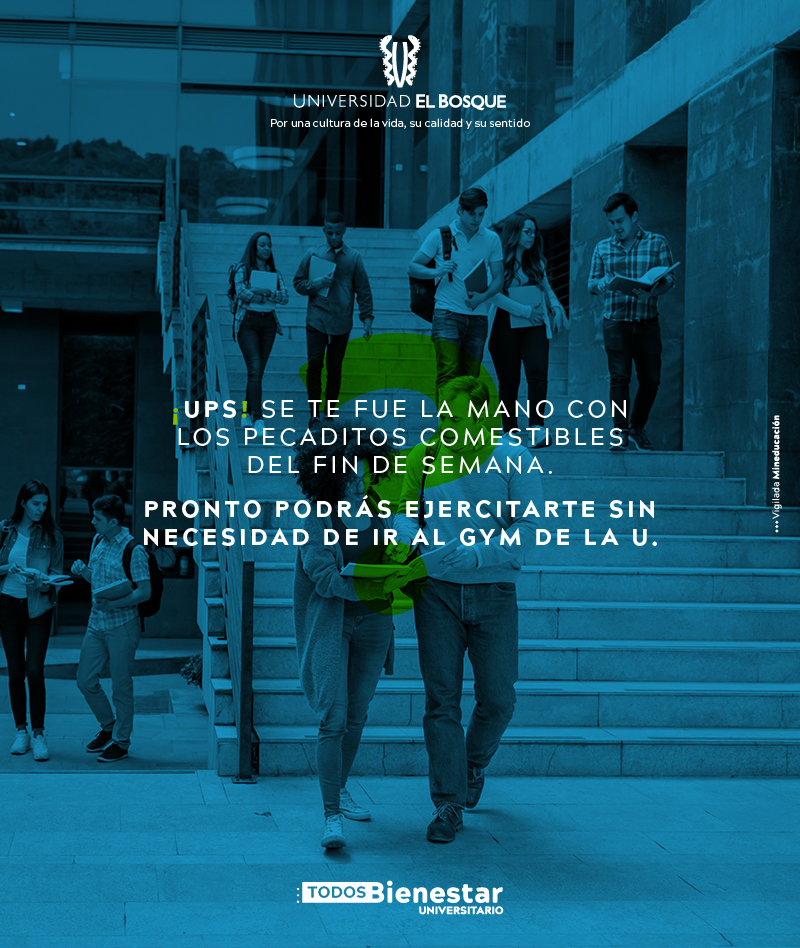 UNIVERSIDAD EL BOSQUE
Por una cultura de la vida, su calidad y su sentido
¡UPS! SE TE FUE LA MANO CON
LOS PECADITOS COMESTIBLES
DEL FIN DE SEMANA.
PRONTO PODRÁS EJERCITARTE SIN
NECESIDAD DE IR AL GYM DE LA U.
Vigilada Mineducación
TODOS Bienestar
UNIVERSITARIO